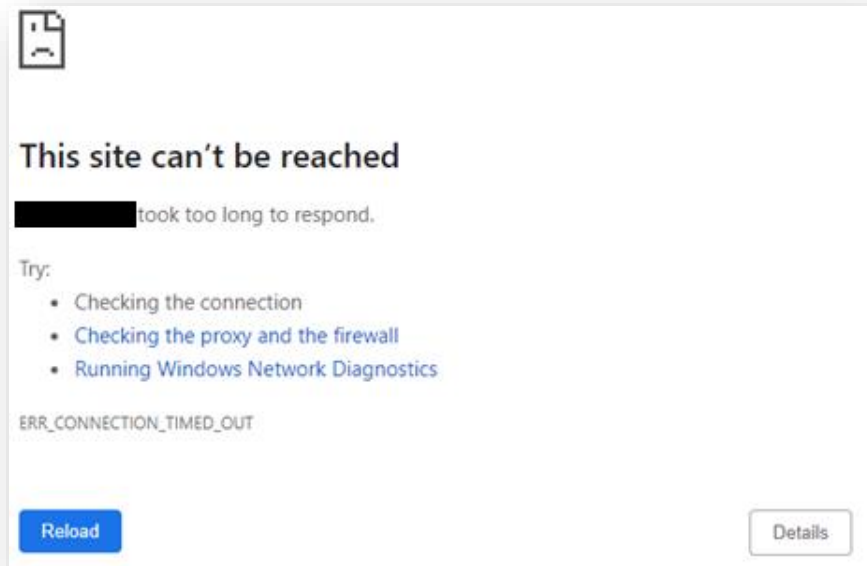 This site can’t be reached
took too long to respond.
Try:
• Checking the connection
• Checking the proxy and the firewall
• Running Windows Network Diagnostics
ERR_CONNECTION_TIMED_OUT
Reload
Details